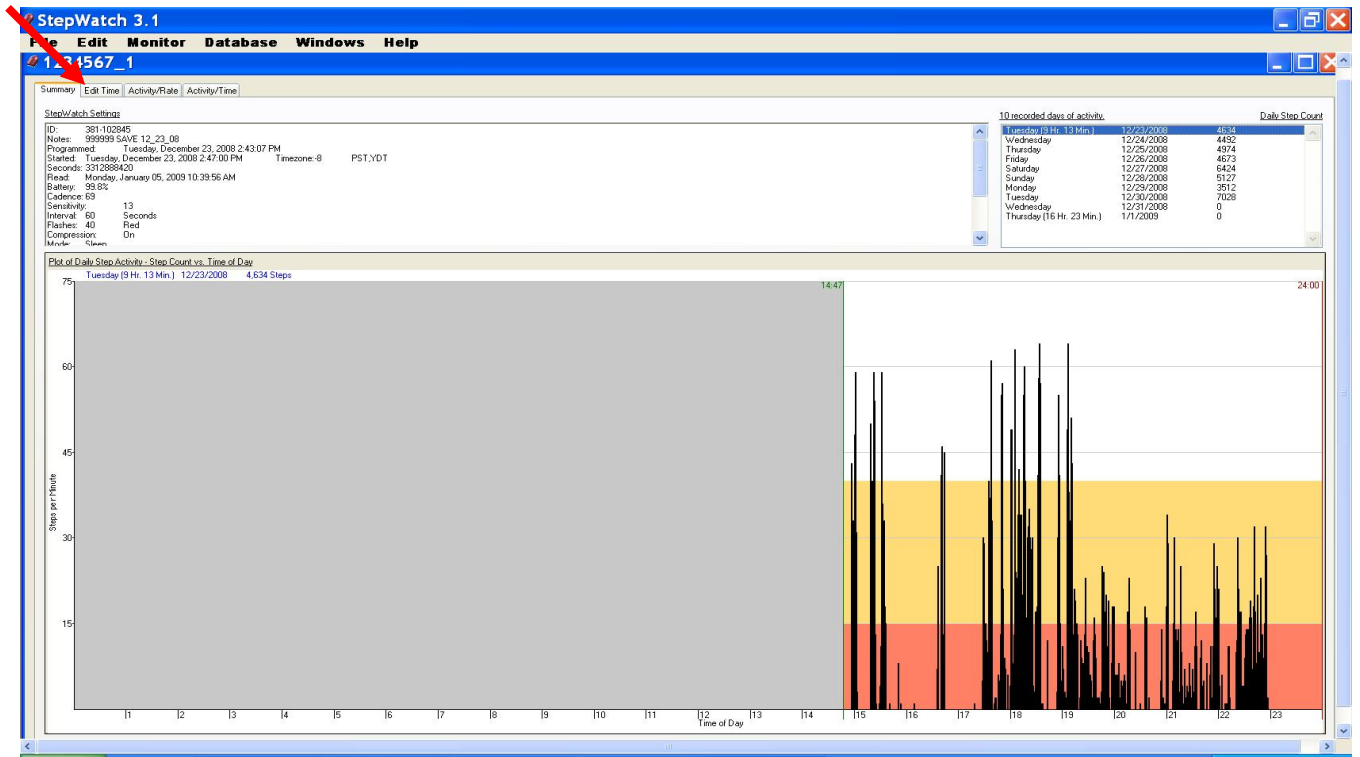 StepWatch 3.1
File Edit Monitor Database Windows Help
1234567_1
Summary Edit Time Activity/Rate Activity/Time
StepWatch Settings
ID: 381-102845
Notes: 999999 SAVE 12_23_08
Programmed: Tuesday, December 23, 2008 2:43:07 PM
Started: Tuesday, December 23, 2008 2:47:00 PM Timezone:-8 PST,YDT
Seconds: 3312888420
Read: Monday, January 05, 2009 10:39:56 AM
Battery: 99.8%
Cadence: 69
Sensitivity: 13
Interval: 60 Seconds
Flashes: 40 Red
Compression: On
Mode: Sleep
10 recorded days of activity. Daily Step Count
Tuesday (9 Hr. 13 Min.) 12/23/2008 4634
Wednesday 12/24/2008 4492
Thursday 12/25/2008 4974
Friday 12/26/2008 4673
Saturday 12/27/2008 6424
Sunday 12/28/2008 5127
Monday 12/29/2008 3512
Tuesday 12/30/2008 7028
Wednesday 12/31/2008 0
Thursday (16 Hr. 23 Min.) 1/1/2009 0
Plot of Daily Step Activity - Step Count vs. Time of Day
Tuesday (9 Hr. 13 Min.) 12/23/2008 4,634 Steps
14:47 24:00
75
60
45
30
15
Steps per Minute
1 2 3 4 5 6 7 8 9 10 11 12 13 14 15 16 17 18 19 20 21 22 23
Time of Day